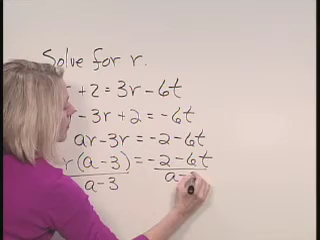 Solve for r.
+ 2 = 3r - 6t
- 3r + 2 = -6t
ar - 3r = -2 - 6t
r(a - 3) = -2 - 6t
a - 3 a -